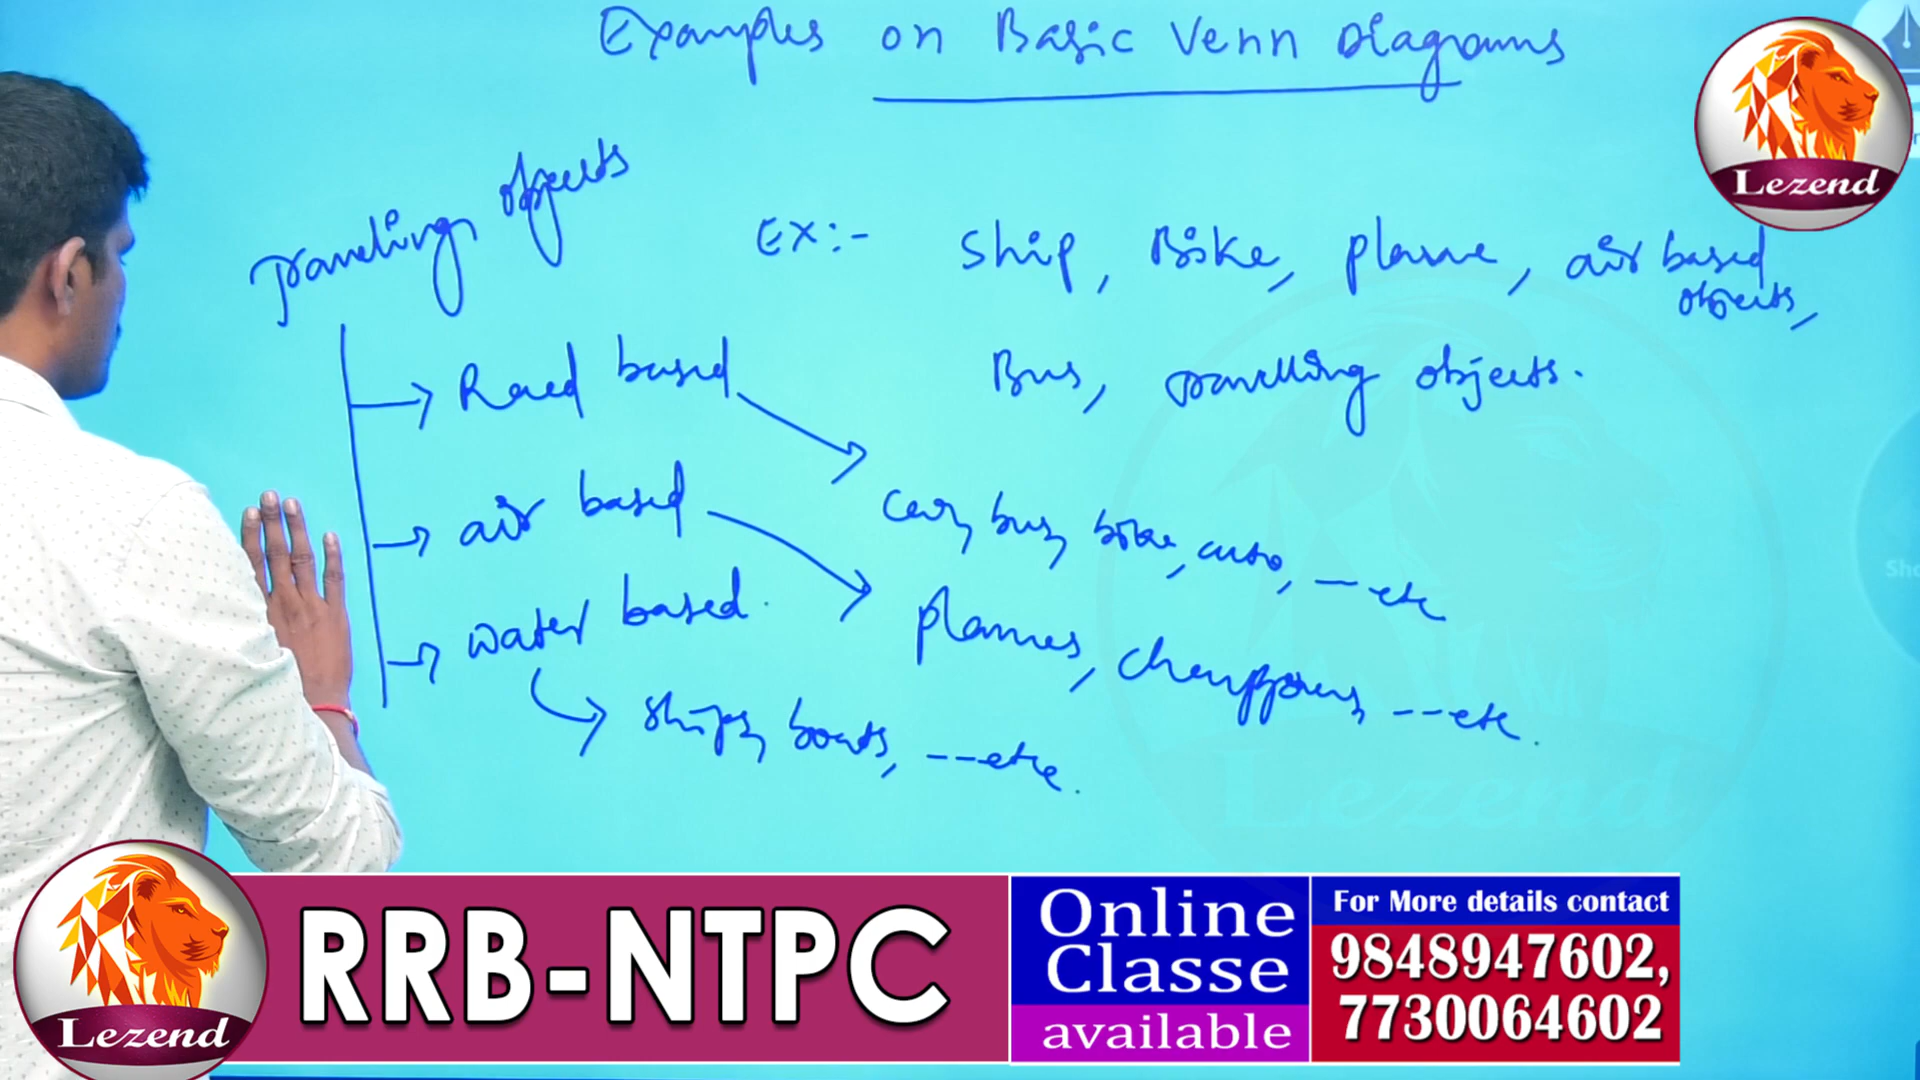 Examples on Basic Venn Diagrams
Travelling objects
EX:- Ship, Bike, plane, air based objects,
Bus, travelling objects.
→ Road based
→ air based
→ water based.
car, bus, bike, auto, --etc
planes, --etc.
ships, boats, --etc.
Lezend
Lezend
Lezend
RRB-NTPC
Online
Classe
available
For More details contact
9848947602,
7730064602